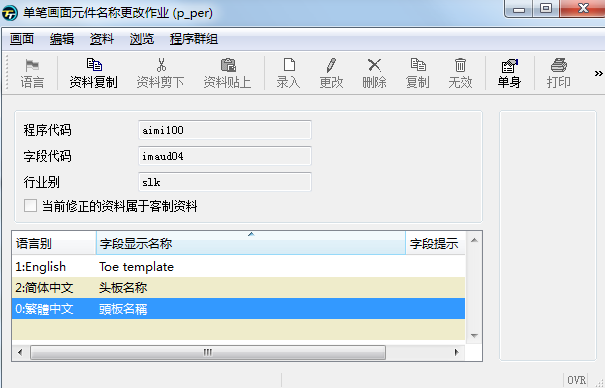 单笔画面元件名称更改作业 (p_per)
画面 编辑 资料 浏览 程序群组
语言 资料复制 资料剪下 资料贴上 录入 更改 删除 复制 无效 单身 打印 »
程序代码 aimi100
字段代码 imaud04
行业别 slk
当前修正的资料属于客制资料
语言别 字段显示名称 字段提示
1:English Toe template
2:简体中文 头板名称
0:繁體中文 頭板名稱
OVR